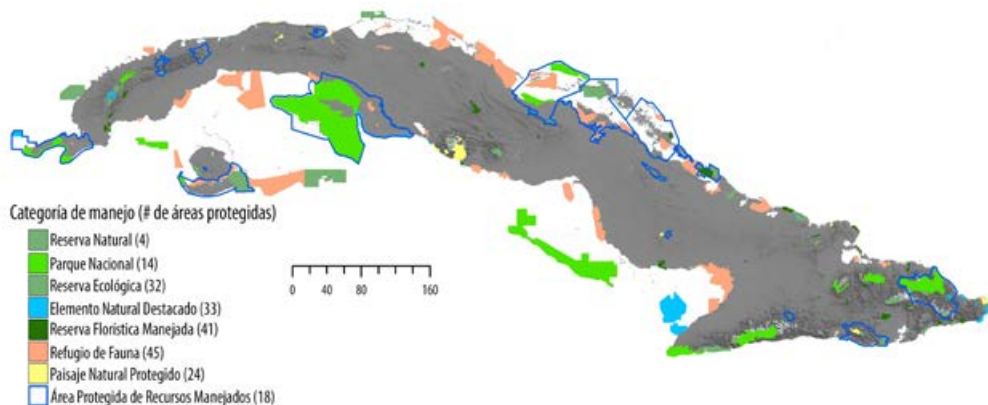 Categoría de manejo (# de áreas protegidas)
Reserva Natural (4)
Parque Nacional (14)
Reserva Ecológica (32)
Elemento Natural Destacado (33)
Reserva Florística Manejada (41)
Refugio de Fauna (45)
Paisaje Natural Protegido (24)
Área Protegida de Recursos Manejados (18)
0 40 80 160